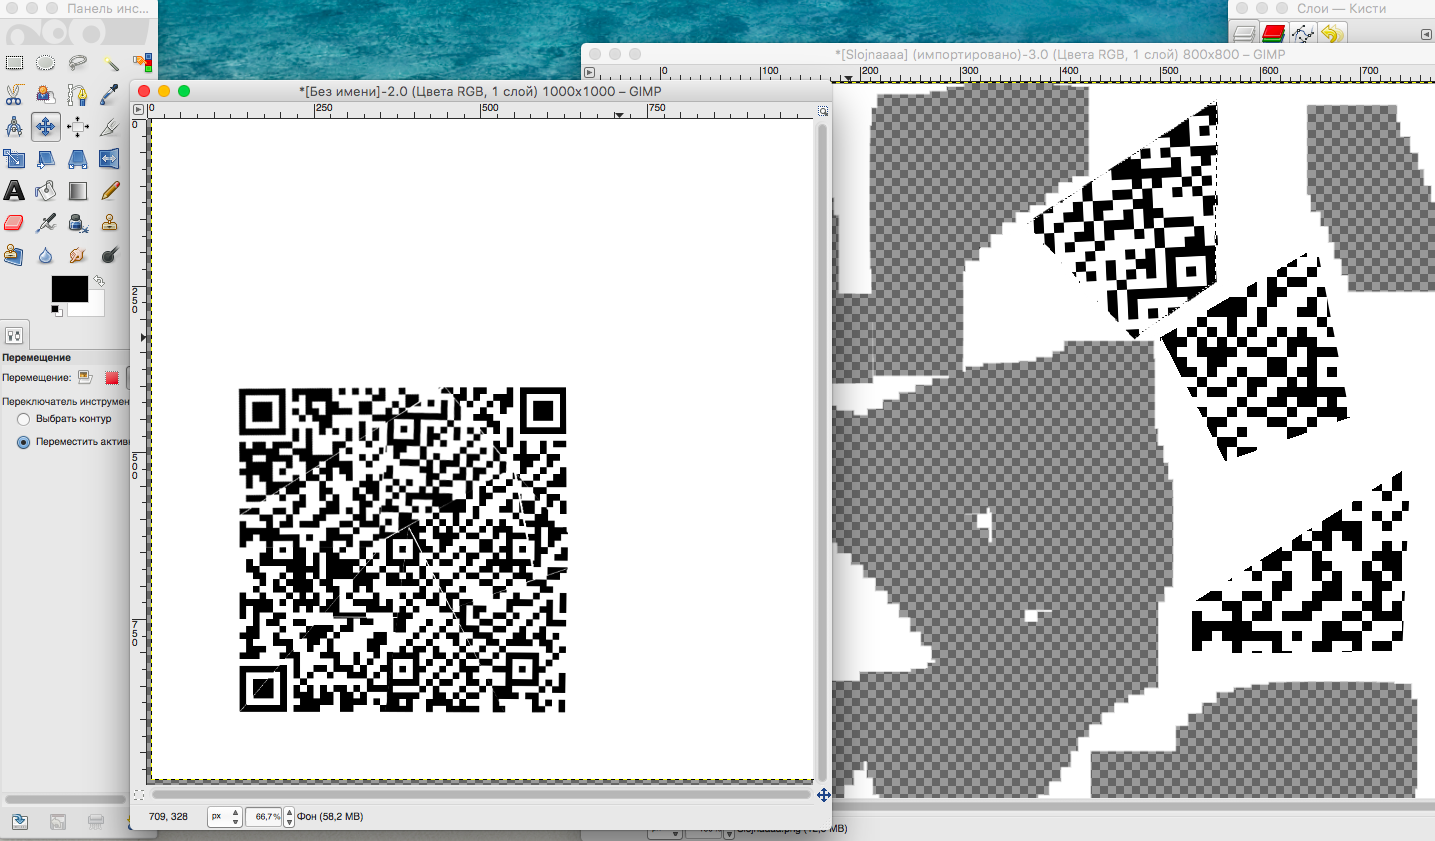 Панель инс...
Слои — Кисти
*[Slojnaaaa] (импортировано)-3.0 (Цвета RGB, 1 слой) 800x800 – GIMP
0
100
200
300
400
500
600
700
*[Без имени]-2.0 (Цвета RGB, 1 слой) 1000x1000 – GIMP
0
250
500
750
0
250
500
750
Перемещение
Перемещение:
Переключатель инструмен
Выбрать контур
Переместить актив
709, 328
px
66,7%
Фон (58,2 MB)